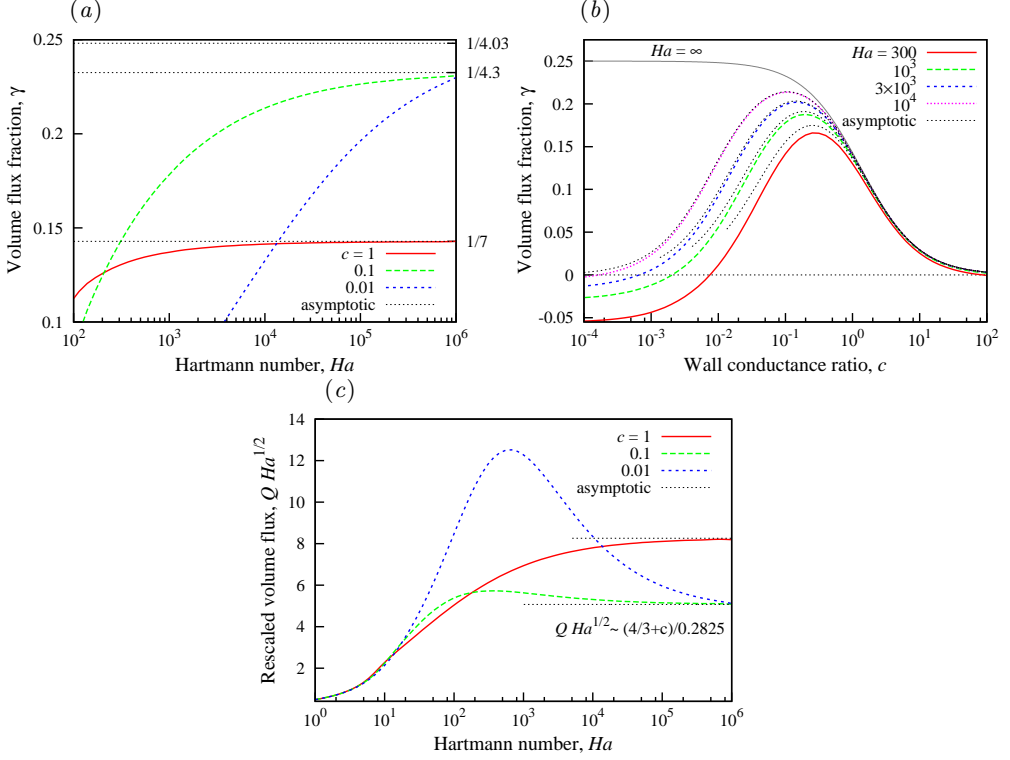 (a)
Volume flux fraction, γ
0.25
0.2
0.15
0.1
1/4.03
1/4.3
1/7
c = 1
0.1
0.01
asymptotic
10^2
10^3
10^4
10^5
10^6
Hartmann number, Ha
(b)
Volume flux fraction, γ
0.25
0.2
0.15
0.1
0.05
0
-0.05
Ha = ∞
Ha = 300
10^3
3×10^3
10^4
asymptotic
10^-4
10^-3
10^-2
10^-1
10^0
10^1
10^2
Wall conductance ratio, c
(c)
Rescaled volume flux, Q Ha^1/2
14
12
10
8
6
4
2
c = 1
0.1
0.01
asymptotic
Q Ha^1/2 ~ (4/3+c)/0.2825
10^0
10^1
10^2
10^3
10^4
10^5
10^6
Hartmann number, Ha